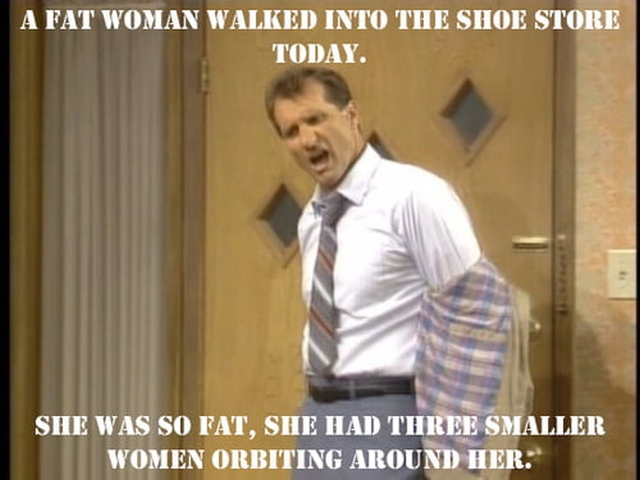 A FAT WOMAN WALKED INTO THE SHOE STORE
TODAY.
SHE WAS SO FAT, SHE HAD THREE SMALLER
WOMEN ORBITING AROUND HER.